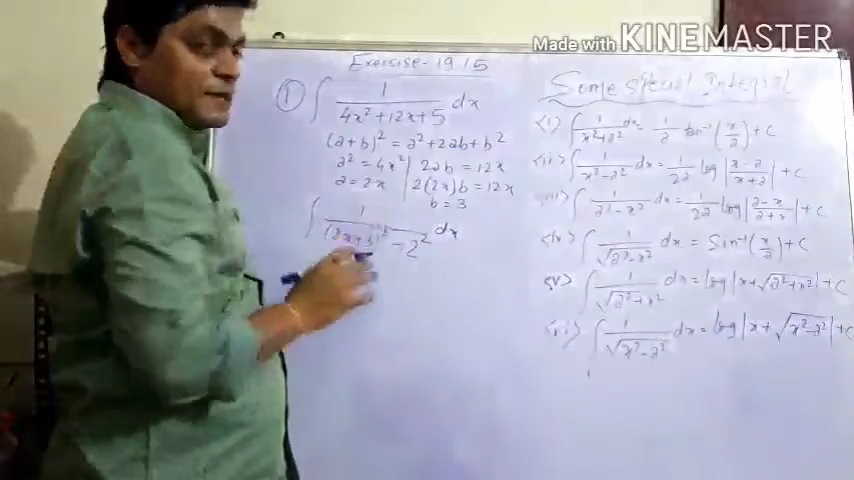 Made with KINEMASTER
Exercise-19.15
① ∫ 1/(4x²+12x+5) dx
(a+b)² = a²+2ab+b²
a² = 4x² | 2ab = 12x
a = 2x | 2(2x)b = 12x
b = 3
∫ 1/((2x+3)² - 2²) dx
Some special Integral
(i) ∫ 1/(x²+a²) dx = 1/a tan⁻¹(x/a) + C
(ii) ∫ 1/(x²-a²) dx = 1/2a log|(x-a)/(x+a)| + C
(iii) ∫ 1/(a²-x²) dx = 1/2a log|(a-x)/(a+x)| + C
(iv) ∫ 1/√(a²-x²) dx = Sin⁻¹(x/a) + C
(v) ∫ 1/√(a²+x²) dx = log|x+√(a²+x²)| + C
(vi) ∫ 1/√(x²-a²) dx = log|x+√(x²-a²)| + C